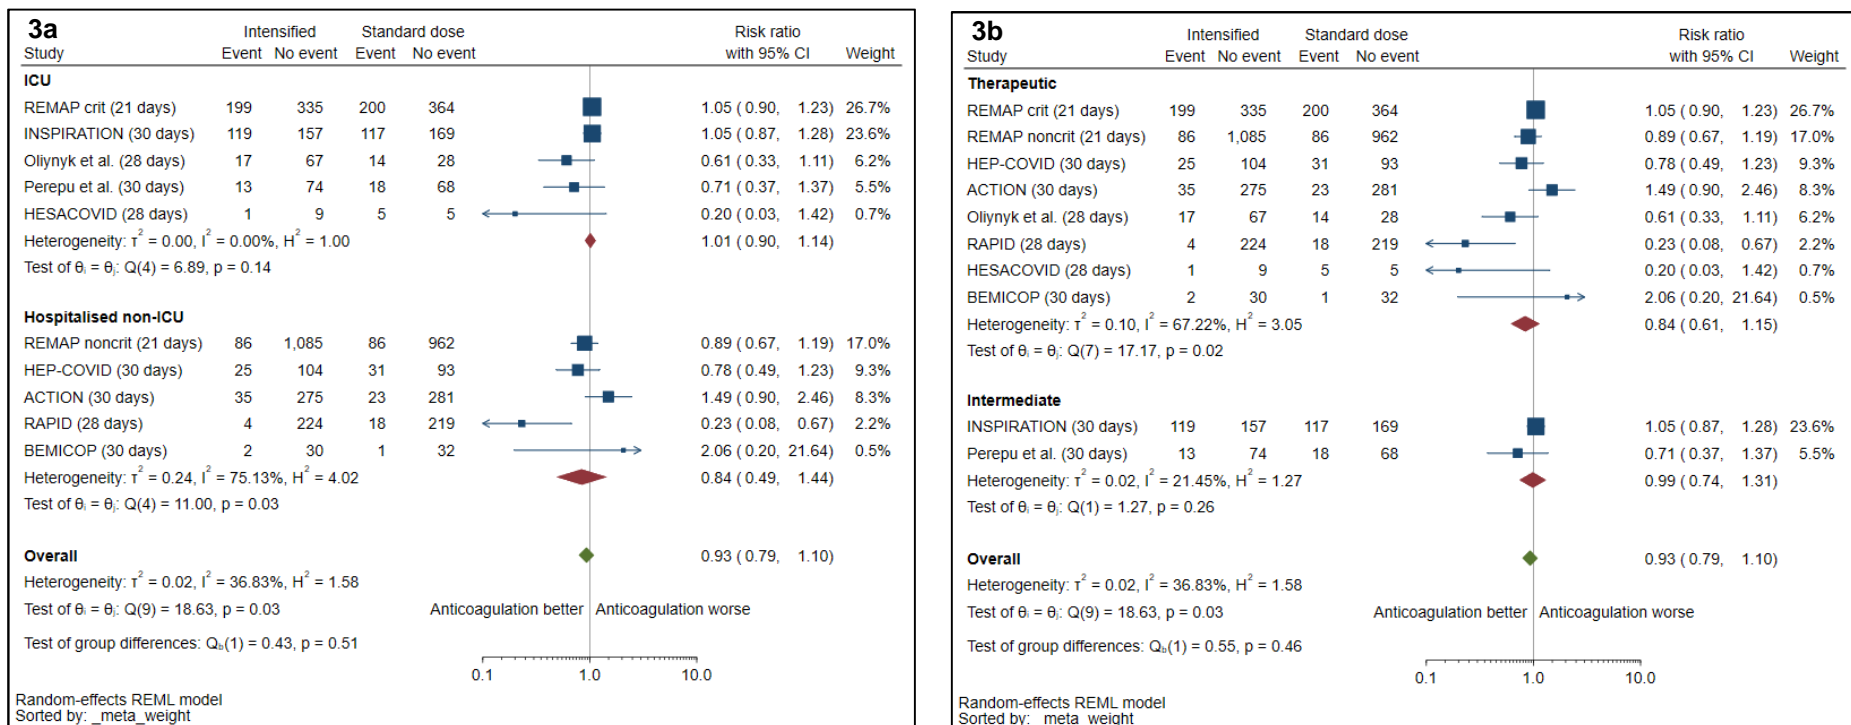 3a
Intensified Standard dose Risk ratio
Study Event No event Event No event with 95% CI Weight
ICU
REMAP crit (21 days) 199 335 200 364 1.05 ( 0.90, 1.23) 26.7%
INSPIRATION (30 days) 119 157 117 169 1.05 ( 0.87, 1.28) 23.6%
Oliynyk et al. (28 days) 17 67 14 28 0.61 ( 0.33, 1.11) 6.2%
Perepu et al. (30 days) 13 74 18 68 0.71 ( 0.37, 1.37) 5.5%
HESACOVID (28 days) 1 9 5 5 0.20 ( 0.03, 1.42) 0.7%
Heterogeneity: τ² = 0.00, I² = 0.00%, H² = 1.00 1.01 ( 0.90, 1.14)
Test of θᵢ = θⱼ: Q(4) = 6.89, p = 0.14
Hospitalised non-ICU
REMAP noncrit (21 days) 86 1,085 86 962 0.89 ( 0.67, 1.19) 17.0%
HEP-COVID (30 days) 25 104 31 93 0.78 ( 0.49, 1.23) 9.3%
ACTION (30 days) 35 275 23 281 1.49 ( 0.90, 2.46) 8.3%
RAPID (28 days) 4 224 18 219 0.23 ( 0.08, 0.67) 2.2%
BEMICOP (30 days) 2 30 1 32 2.06 ( 0.20, 21.64) 0.5%
Heterogeneity: τ² = 0.24, I² = 75.13%, H² = 4.02 0.84 ( 0.49, 1.44)
Test of θᵢ = θⱼ: Q(4) = 11.00, p = 0.03
Overall 0.93 ( 0.79, 1.10)
Heterogeneity: τ² = 0.02, I² = 36.83%, H² = 1.58
Test of θᵢ = θⱼ: Q(9) = 18.63, p = 0.03 Anticoagulation better Anticoagulation worse
Test of group differences: Q_b(1) = 0.43, p = 0.51
0.1 1.0 10.0
Random-effects REML model
Sorted by: _meta_weight
3b
Intensified Standard dose Risk ratio
Study Event No event Event No event with 95% CI Weight
Therapeutic
REMAP crit (21 days) 199 335 200 364 1.05 ( 0.90, 1.23) 26.7%
REMAP noncrit (21 days) 86 1,085 86 962 0.89 ( 0.67, 1.19) 17.0%
HEP-COVID (30 days) 25 104 31 93 0.78 ( 0.49, 1.23) 9.3%
ACTION (30 days) 35 275 23 281 1.49 ( 0.90, 2.46) 8.3%
Oliynyk et al. (28 days) 17 67 14 28 0.61 ( 0.33, 1.11) 6.2%
RAPID (28 days) 4 224 18 219 0.23 ( 0.08, 0.67) 2.2%
HESACOVID (28 days) 1 9 5 5 0.20 ( 0.03, 1.42) 0.7%
BEMICOP (30 days) 2 30 1 32 2.06 ( 0.20, 21.64) 0.5%
Heterogeneity: τ² = 0.10, I² = 67.22%, H² = 3.05 0.84 ( 0.61, 1.15)
Test of θᵢ = θⱼ: Q(7) = 17.17, p = 0.02
Intermediate
INSPIRATION (30 days) 119 157 117 169 1.05 ( 0.87, 1.28) 23.6%
Perepu et al. (30 days) 13 74 18 68 0.71 ( 0.37, 1.37) 5.5%
Heterogeneity: τ² = 0.02, I² = 21.45%, H² = 1.27 0.99 ( 0.74, 1.31)
Test of θᵢ = θⱼ: Q(1) = 1.27, p = 0.26
Overall 0.93 ( 0.79, 1.10)
Heterogeneity: τ² = 0.02, I² = 36.83%, H² = 1.58
Test of θᵢ = θⱼ: Q(9) = 18.63, p = 0.03 Anticoagulation better Anticoagulation worse
Test of group differences: Q_b(1) = 0.55, p = 0.46
0.1 1.0 10.0
Random-effects REML model
Sorted by: meta weight